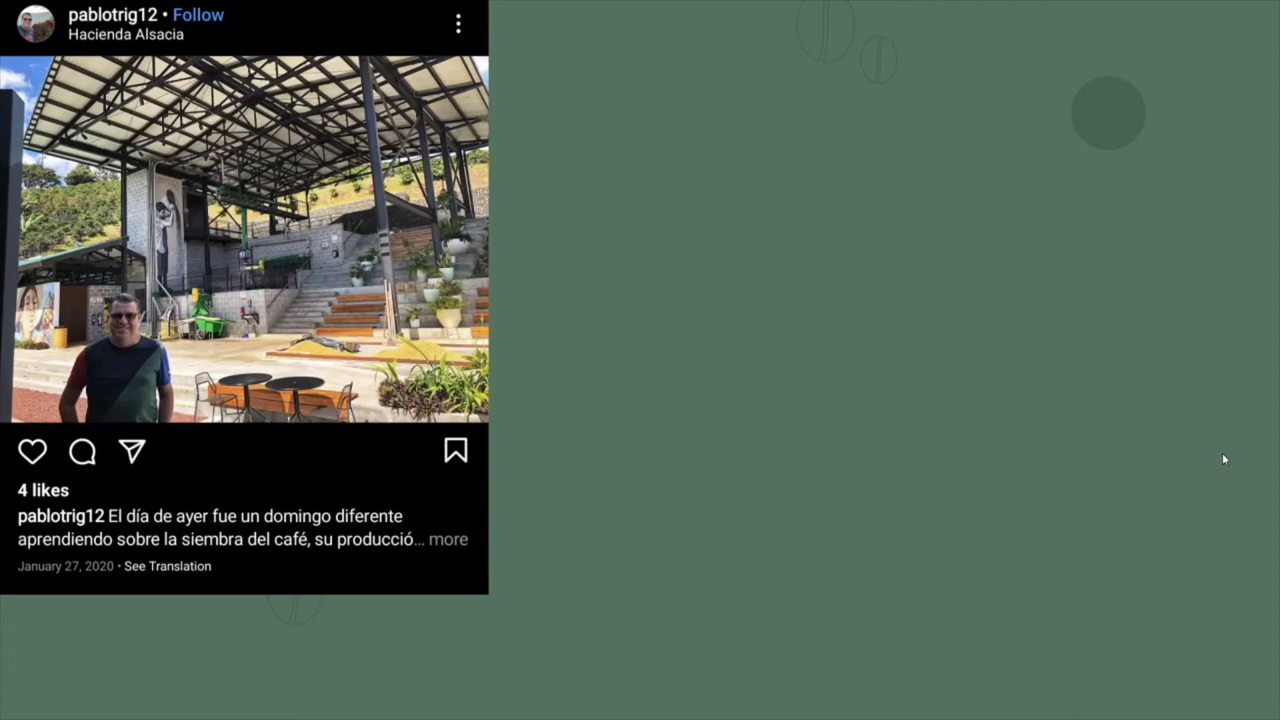 pablotrig12 • Follow
Hacienda Alsacia
4 likes
pablotrig12 El día de ayer fue un domingo diferente
aprendiendo sobre la siembra del café, su producció... more
January 27, 2020 • See Translation